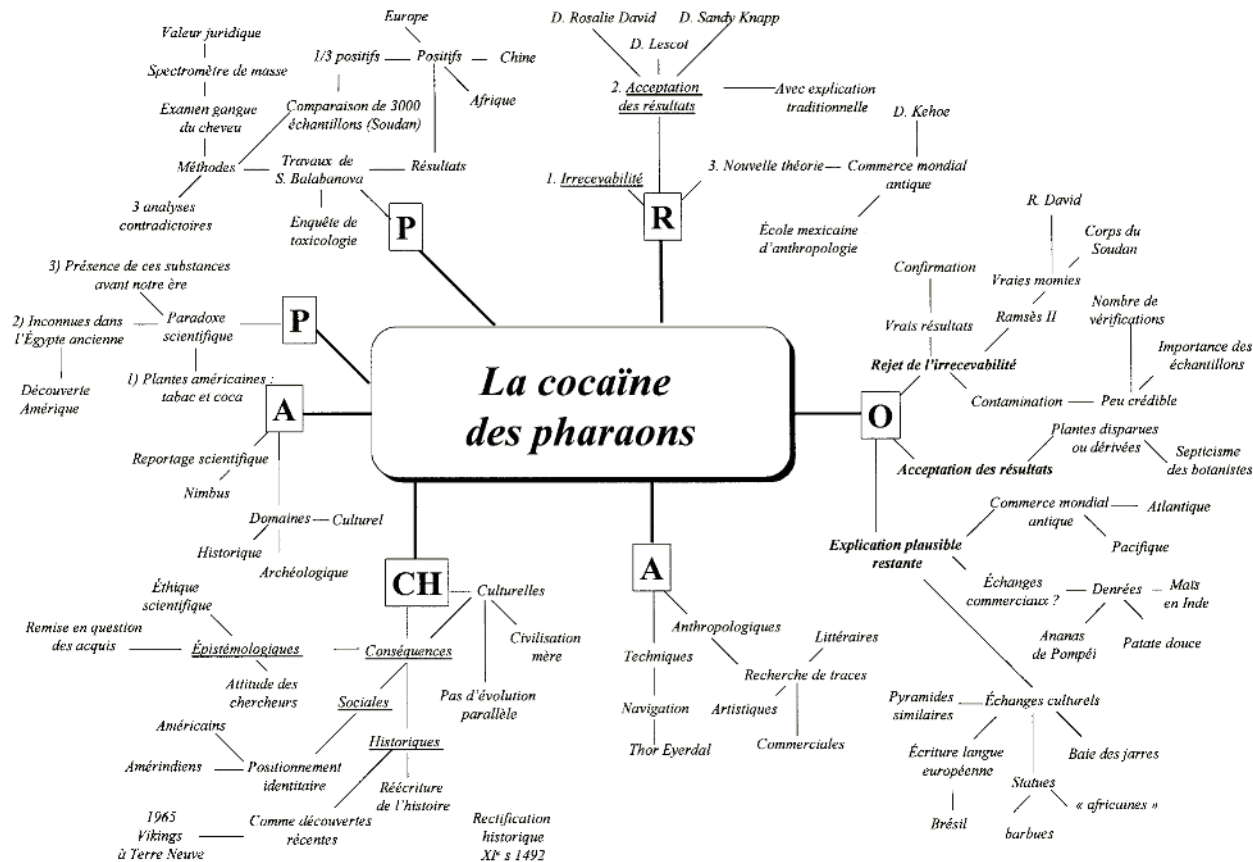 La cocaïne
des pharaons
P
Travaux de
S. Balabanova
Enquête de
toxicologie
Méthodes
3 analyses
contradictoires
Examen gangue
du cheveu
Spectromètre de masse
Valeur juridique
Comparaison de 3000
échantillons (Soudan)
1/3 positifs
Positifs
Europe
Chine
Afrique
Résultats
R
1. Irrecevabilité
2. Acceptation
des résultats
D. Rosalie David
D. Lescot
D. Sandy Knapp
Avec explication
traditionnelle
3. Nouvelle théorie
Commerce mondial
antique
D. Kehoe
École mexicaine
d'anthropologie
O
Rejet de l'irrecevabilité
Vrais résultats
Confirmation
Ramsès II
Vraies momies
R. David
Corps du
Soudan
Contamination
Peu crédible
Nombre de
vérifications
Importance des
échantillons
Acceptation des résultats
Plantes disparues
ou dérivées
Septicisme
des botanistes
Explication plausible
restante
Commerce mondial
antique
Atlantique
Pacifique
Échanges
commerciaux ?
Denrées
Maïs
en Inde
Ananas
de Pompéi
Patate douce
Échanges culturels
Pyramides
similaires
Écriture langue
européenne
Brésil
Statues
barbues
« africaines »
Baie des jarres
A
Anthropologiques
Recherche de traces
Littéraires
Artistiques
Commerciales
Techniques
Navigation
Thor Eyerdal
CH
Conséquences
Culturelles
Civilisation
mère
Pas d'évolution
parallèle
Épistémologiques
Éthique
scientifique
Remise en question
des acquis
Attitude des
chercheurs
Sociales
Positionnement
identitaire
Américains
Amérindiens
Historiques
Réécriture
de l'histoire
Comme découvertes
récentes
1965
Vikings
à Terre Neuve
Rectification
historique
XIe s 1492
A
Reportage scientifique
Nimbus
Domaines
Culturel
Historique
Archéologique
P
Paradoxe
scientifique
1) Plantes américaines :
tabac et coca
2) Inconnues dans
l'Égypte ancienne
Découverte
Amérique
3) Présence de ces substances
avant notre ère